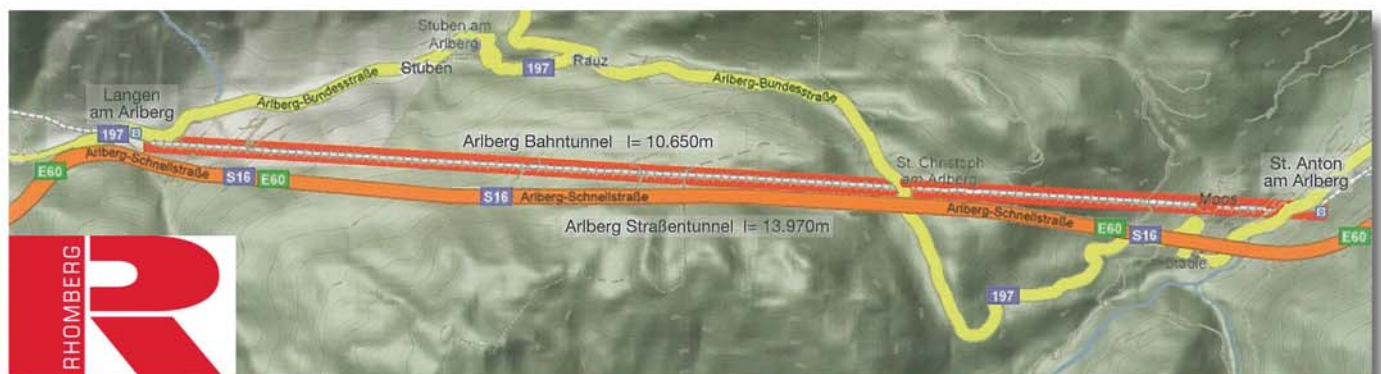 Stuben am
Arlberg
197
Rauz
Stuben
Arlberg-Bundesstraße
Arlberg-Bundesstraße
Langen
am Arlberg
197
B
Arlberg Bahntunnel l= 10.650m
St. Christoph
am Arlberg
St. Anton
am Arlberg
Moos
B
E60
Arlberg-Schnellstraße
S16
E60
S16
Arlberg-Schnellstraße
Arlberg-Schnellstraße
E60
S16
E60
Arlberg Straßentunnel l= 13.970m
Stadle
197
RHOMBERG